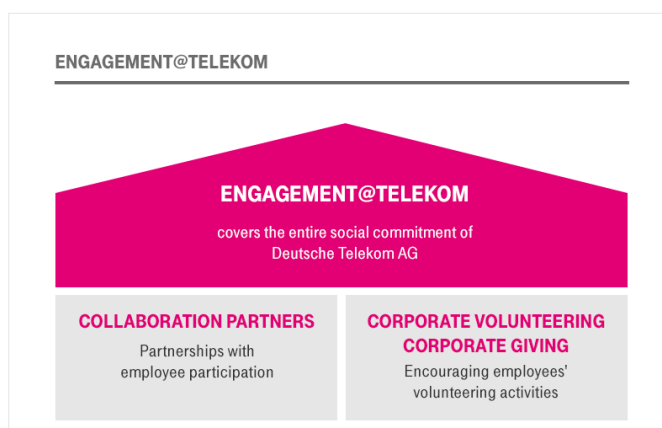 ENGAGEMENT@TELEKOM
ENGAGEMENT@TELEKOM
covers the entire social commitment of
Deutsche Telekom AG
COLLABORATION PARTNERS
Partnerships with
employee participation
CORPORATE VOLUNTEERING
CORPORATE GIVING
Encouraging employees'
volunteering activities